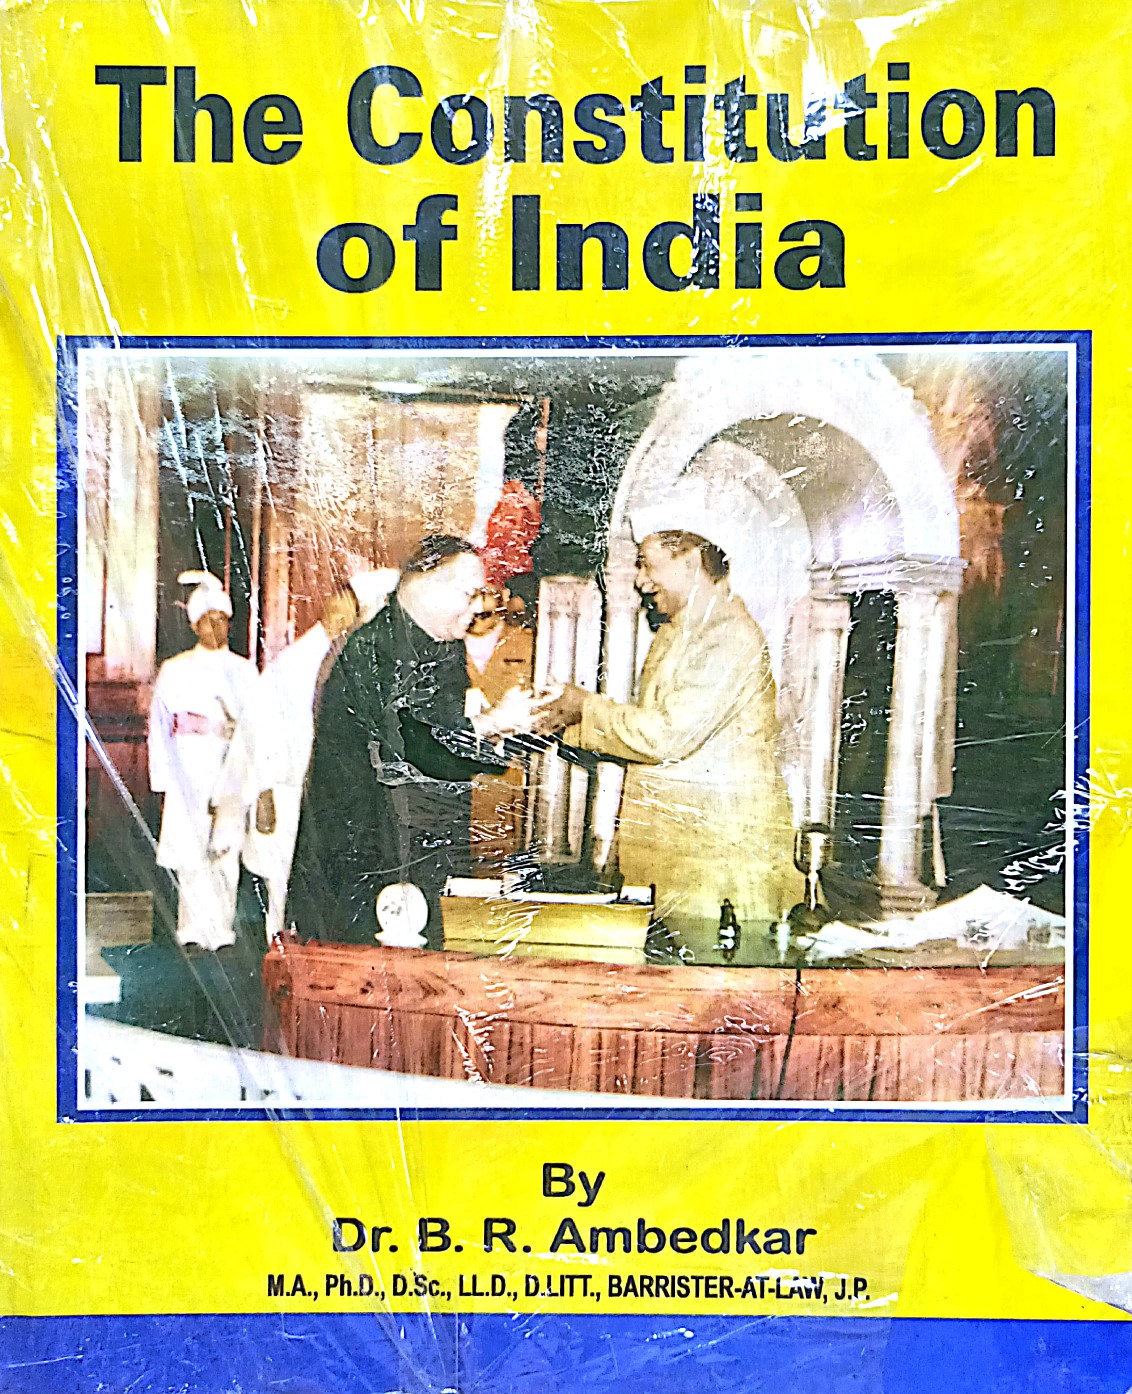 The Constitution
of India
By
Dr. B. R. Ambedkar
M.A., Ph.D., D.Sc., LL.D., D.LITT., BARRISTER-AT-LAW, J.P.